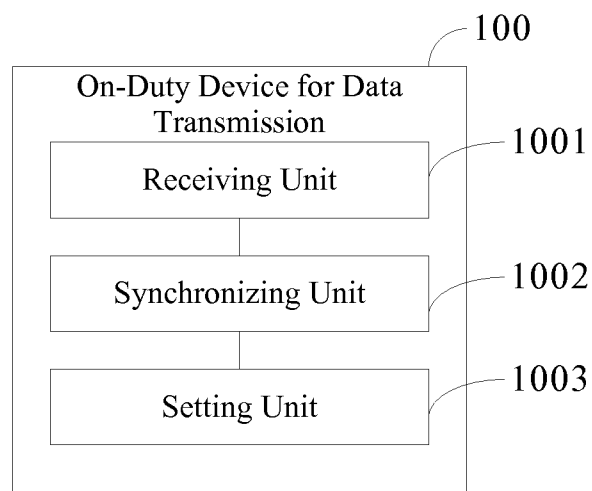 100
On-Duty Device for Data
Transmission
1001
Receiving Unit
1002
Synchronizing Unit
1003
Setting Unit